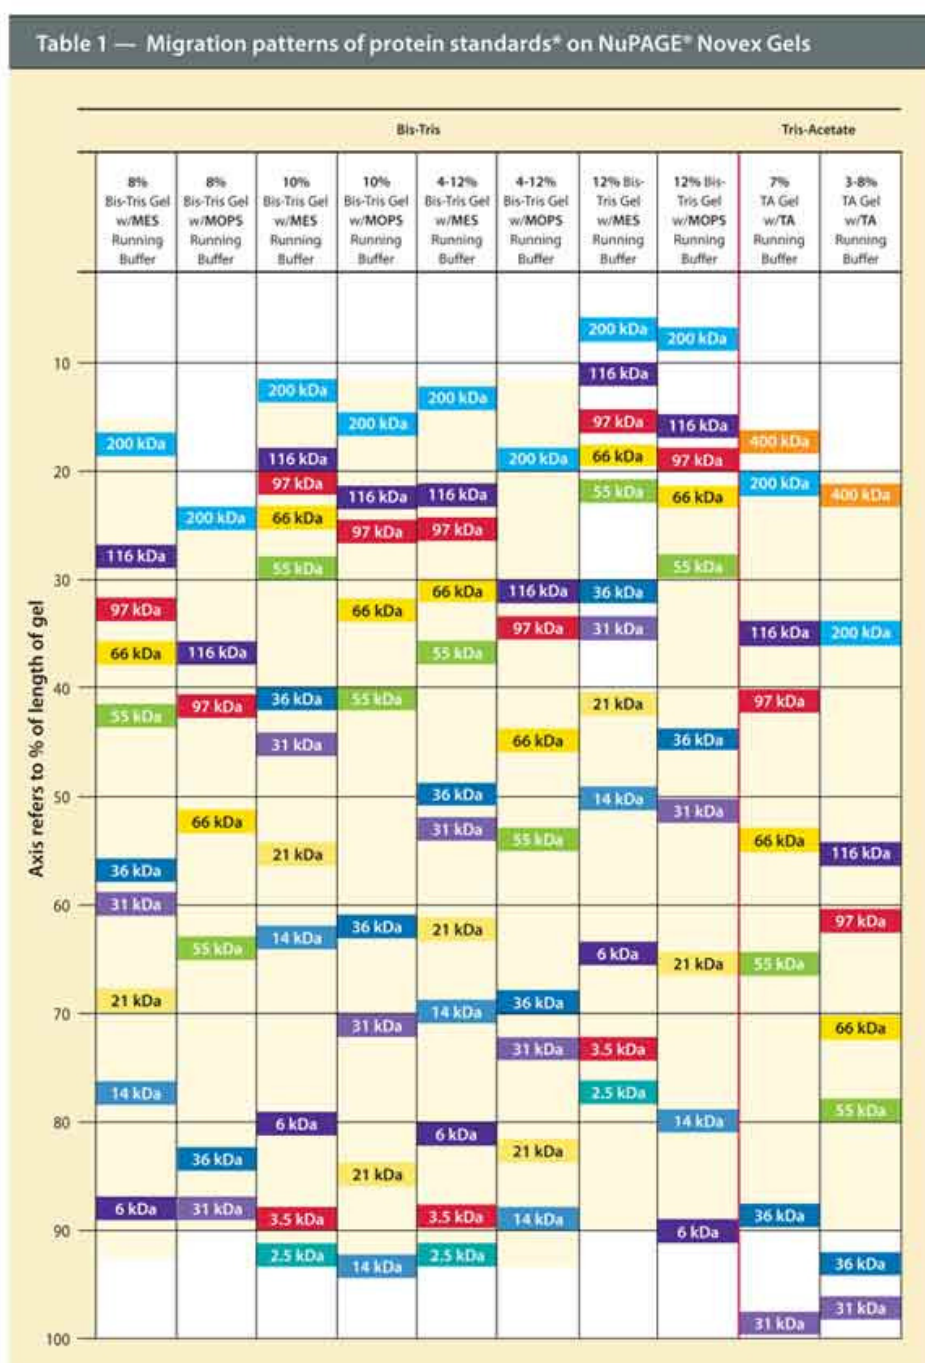 Table 1 — Migration patterns of protein standards* on NuPAGE® Novex Gels
Bis-Tris Tris-Acetate
8% Bis-Tris Gel w/MES Running Buffer
8% Bis-Tris Gel w/MOPS Running Buffer
10% Bis-Tris Gel w/MES Running Buffer
10% Bis-Tris Gel w/MOPS Running Buffer
4-12% Bis-Tris Gel w/MES Running Buffer
4-12% Bis-Tris Gel w/MOPS Running Buffer
12% Bis-Tris Gel w/MES Running Buffer
12% Bis-Tris Gel w/MOPS Running Buffer
7% TA Gel w/TA Running Buffer
3-8% TA Gel w/TA Running Buffer
Axis refers to % of length of gel
10
20
30
40
50
60
70
80
90
100
200 kDa
116 kDa
97 kDa
66 kDa
55 kDa
36 kDa
31 kDa
21 kDa
14 kDa
6 kDa
200 kDa
116 kDa
97 kDa
66 kDa
55 kDa
36 kDa
31 kDa
200 kDa
116 kDa
97 kDa
66 kDa
55 kDa
36 kDa
31 kDa
21 kDa
14 kDa
6 kDa
3.5 kDa
2.5 kDa
200 kDa
116 kDa
97 kDa
66 kDa
55 kDa
36 kDa
31 kDa
21 kDa
14 kDa
200 kDa
116 kDa
97 kDa
66 kDa
55 kDa
36 kDa
31 kDa
21 kDa
14 kDa
6 kDa
3.5 kDa
2.5 kDa
200 kDa
116 kDa
97 kDa
66 kDa
55 kDa
36 kDa
31 kDa
21 kDa
14 kDa
200 kDa
116 kDa
97 kDa
66 kDa
55 kDa
36 kDa
31 kDa
21 kDa
14 kDa
6 kDa
3.5 kDa
2.5 kDa
200 kDa
116 kDa
97 kDa
66 kDa
55 kDa
36 kDa
31 kDa
21 kDa
14 kDa
6 kDa
400 kDa
200 kDa
116 kDa
97 kDa
66 kDa
55 kDa
36 kDa
31 kDa
400 kDa
200 kDa
116 kDa
97 kDa
66 kDa
55 kDa
36 kDa
31 kDa